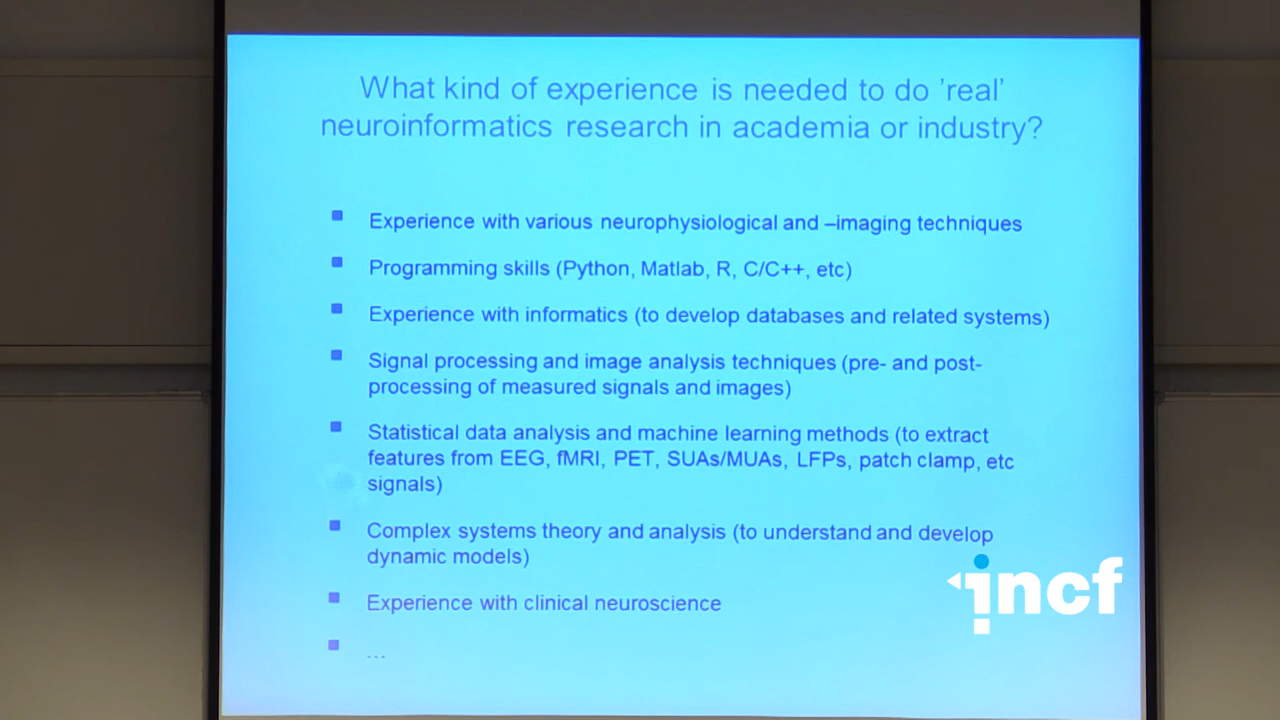 What kind of experience is needed to do ’real’
neuroinformatics research in academia or industry?
Experience with various neurophysiological and –imaging techniques
Programming skills (Python, Matlab, R, C/C++, etc)
Experience with informatics (to develop databases and related systems)
Signal processing and image analysis techniques (pre- and post-
processing of measured signals and images)
Statistical data analysis and machine learning methods (to extract
features from EEG, fMRI, PET, SUAs/MUAs, LFPs, patch clamp, etc
signals)
Complex systems theory and analysis (to understand and develop
dynamic models)
Experience with clinical neuroscience
...
incf